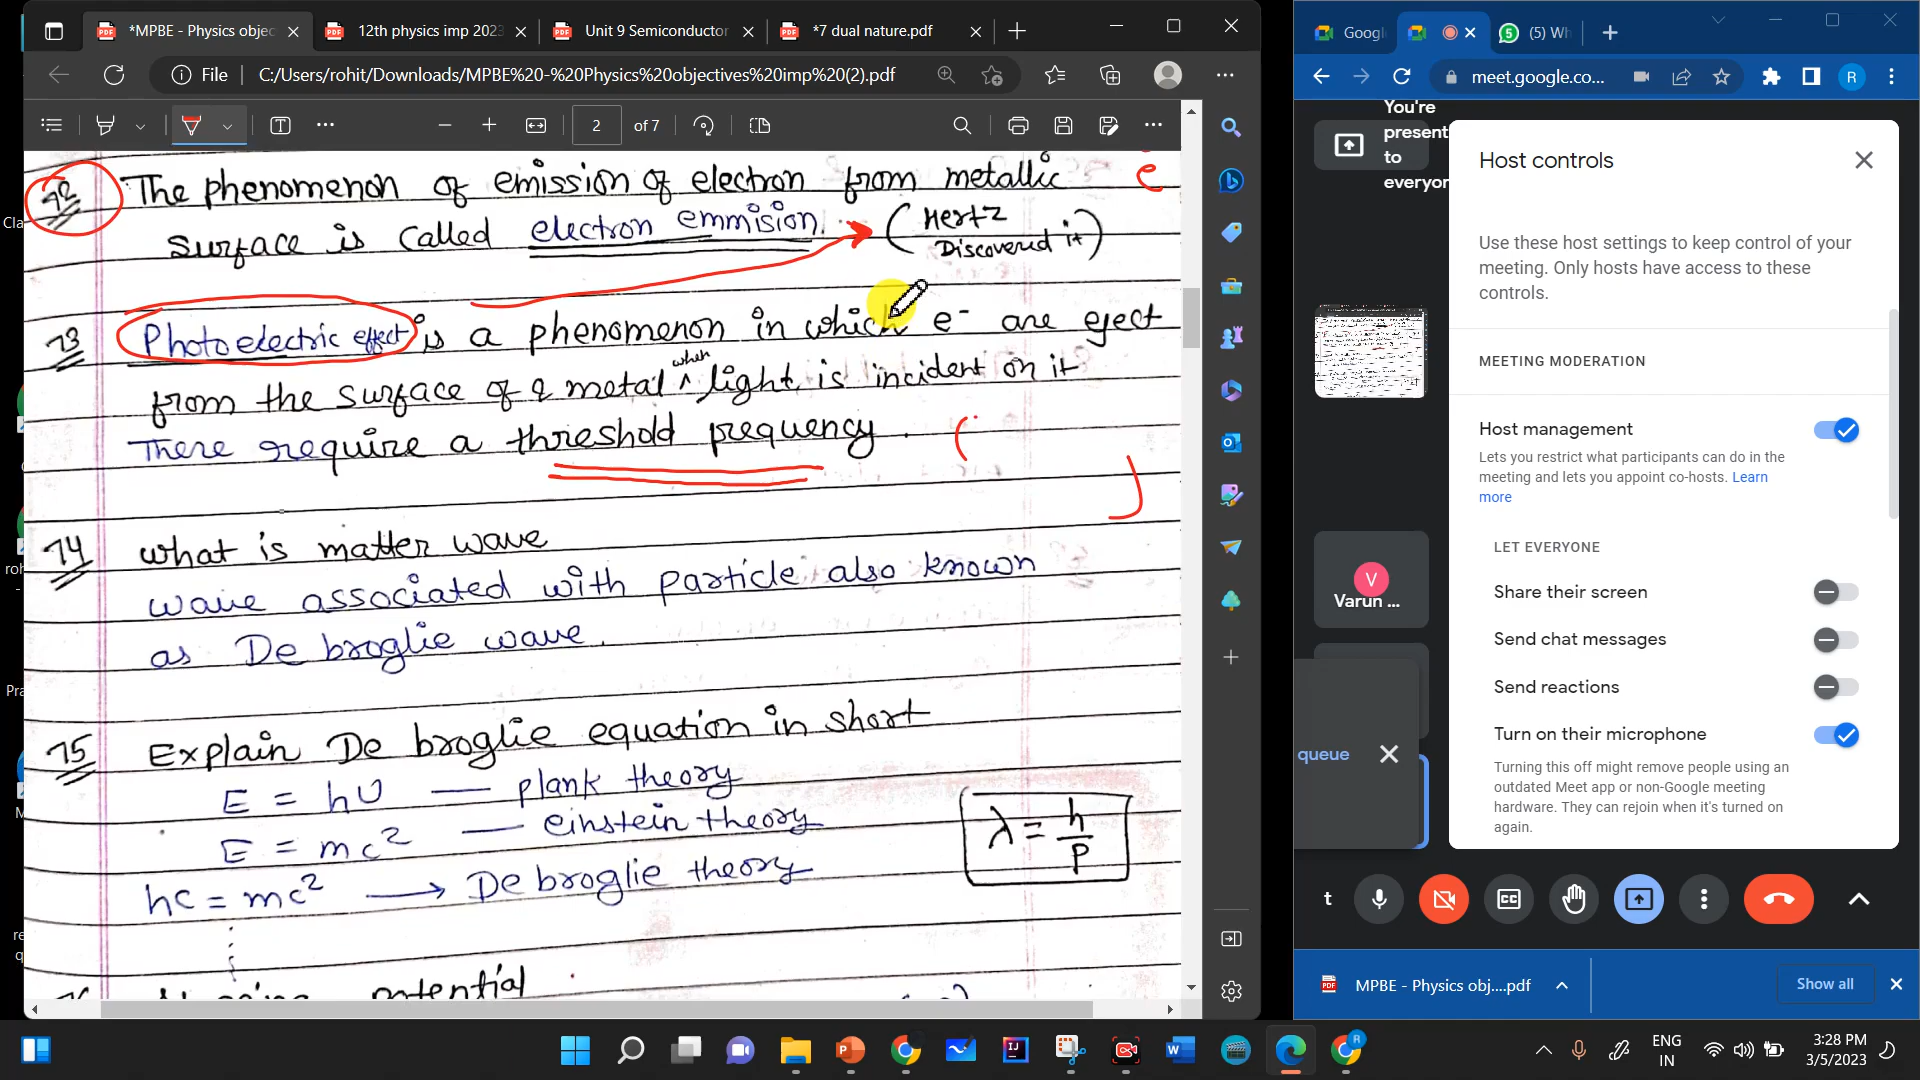 *MPBE - Physics objec
12th physics imp 2023
Unit 9 Semiconductor
*7 dual nature.pdf
File
C:/Users/rohit/Downloads/MPBE%20-%20Physics%20objectives%20imp%20(2).pdf
2 of 7
72 The phenomenon of emission of electron from metallic
surface is called electron emmision. (Hertz
Discovered it)
e
73 Photoelectric effect is a phenomenon in which e- are eject
from the surface of a metal when light is incident on it
There require a threshold frequency. (
74 what is matter wave
wave associated with particle also known
as De broglie wave.
75 Explain De broglie equation in short
E = hυ — plank theory
E = mc² — einstein theory
λ = h/p
hc = mc² → De broglie theory
potential
Googl
(5) Wh
meet.google.co...
R
You're
present
to
everyon
Host controls
Use these host settings to keep control of your
meeting. Only hosts have access to these
controls.
MEETING MODERATION
Host management
Lets you restrict what participants can do in the
meeting and lets you appoint co-hosts. Learn
more
LET EVERYONE
Share their screen
Send chat messages
Send reactions
Turn on their microphone
Turning this off might remove people using an
outdated Meet app or non-Google meeting
hardware. They can rejoin when it's turned on
again.
V
Varun ...
queue
t
MPBE - Physics obj....pdf
Show all
Cla
roh
-
Pra
M
re
q
ENG
IN
3:28 PM
3/5/2023